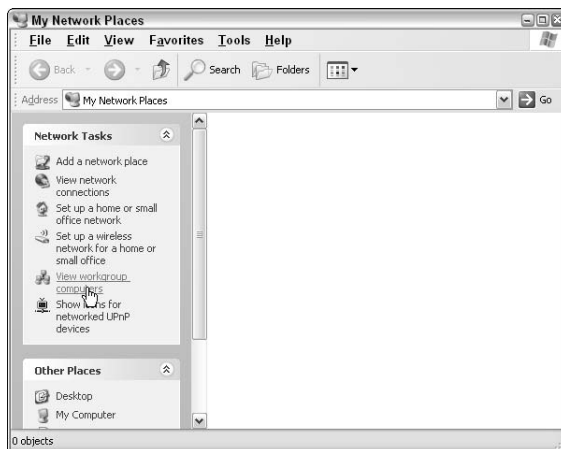 My Network Places
File Edit View Favorites Tools Help
Back Search Folders
Address My Network Places Go
Network Tasks
Add a network place
View network
connections
Set up a home or small
office network
Set up a wireless
network for a home or
small office
View workgroup
computers
Show icons for
networked UPnP
devices
Other Places
Desktop
My Computer
0 objects